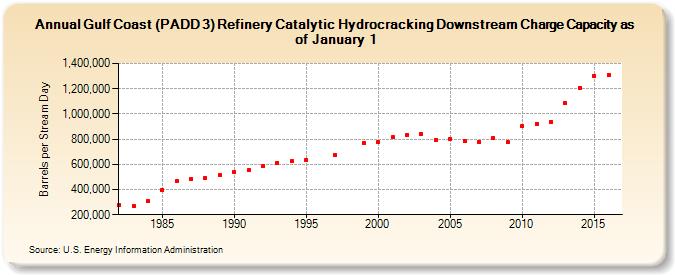 Annual Gulf Coast (PADD 3) Refinery Catalytic Hydrocracking Downstream Charge Capacity as
of January 1
Barrels per Stream Day
1,400,000
1,200,000
1,000,000
800,000
600,000
400,000
200,000
1985 1990 1995 2000 2005 2010 2015
Source: U.S. Energy Information Administration